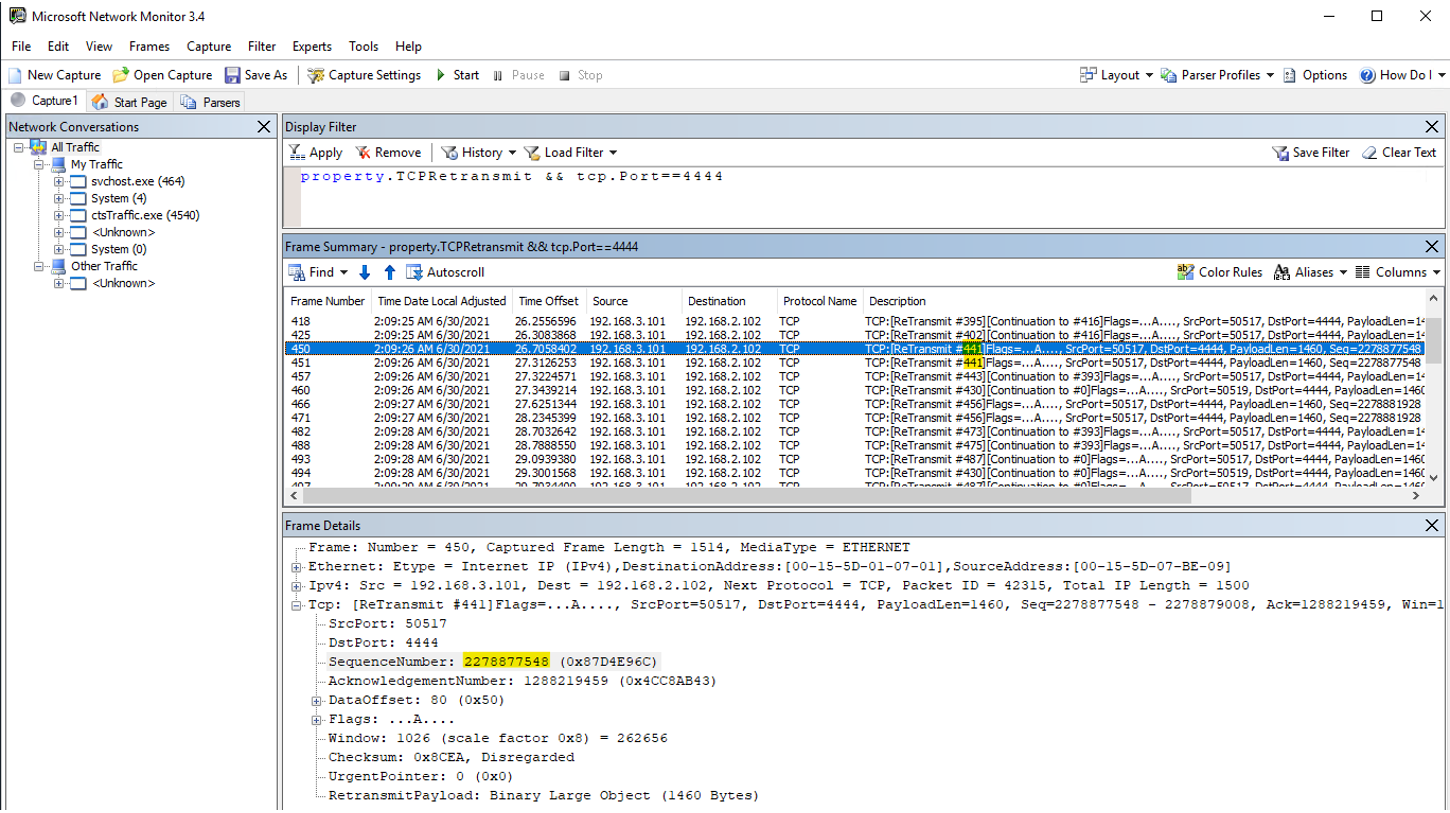 Microsoft Network Monitor 3.4
File Edit View Frames Capture Filter Experts Tools Help
New Capture Open Capture Save As Capture Settings Start Pause Stop Layout Parser Profiles Options How Do I
Capture1 Start Page Parsers
Network Conversations
All Traffic
My Traffic
svchost.exe (464)
System (4)
ctsTraffic.exe (4540)
<Unknown>
System (0)
Other Traffic
<Unknown>
Display Filter
Apply Remove History Load Filter Save Filter Clear Text
property.TCPRetransmit && tcp.Port==4444
Frame Summary - property.TCPRetransmit && tcp.Port==4444
Find Autoscroll Color Rules Aliases Columns
Frame Number Time Date Local Adjusted Time Offset Source Destination Protocol Name Description
418 2:09:25 AM 6/30/2021 26.2556596 192.168.3.101 192.168.2.102 TCP TCP:[ReTransmit #395][Continuation to #416]Flags=...A...., SrcPort=50517, DstPort=4444, PayloadLen=14
425 2:09:26 AM 6/30/2021 26.3083868 192.168.3.101 192.168.2.102 TCP TCP:[ReTransmit #402][Continuation to #416]Flags=...A...., SrcPort=50517, DstPort=4444, PayloadLen=14
450 2:09:26 AM 6/30/2021 26.7058402 192.168.3.101 192.168.2.102 TCP TCP:[ReTransmit #441]Flags=...A...., SrcPort=50517, DstPort=4444, PayloadLen=1460, Seq=2278877548
451 2:09:26 AM 6/30/2021 27.3126253 192.168.3.101 192.168.2.102 TCP TCP:[ReTransmit #441]Flags=...A...., SrcPort=50517, DstPort=4444, PayloadLen=1460, Seq=2278877548
457 2:09:26 AM 6/30/2021 27.3224571 192.168.3.101 192.168.2.102 TCP TCP:[ReTransmit #443][Continuation to #393]Flags=...A...., SrcPort=50517, DstPort=4444, PayloadLen=14
460 2:09:26 AM 6/30/2021 27.3439214 192.168.3.101 192.168.2.102 TCP TCP:[ReTransmit #430][Continuation to #0]Flags=...A...., SrcPort=50519, DstPort=4444, PayloadLen=1460
466 2:09:27 AM 6/30/2021 27.6251344 192.168.3.101 192.168.2.102 TCP TCP:[ReTransmit #456]Flags=...A...., SrcPort=50517, DstPort=4444, PayloadLen=1460, Seq=2278881928
471 2:09:27 AM 6/30/2021 28.2345399 192.168.3.101 192.168.2.102 TCP TCP:[ReTransmit #456]Flags=...A...., SrcPort=50517, DstPort=4444, PayloadLen=1460, Seq=2278881928
482 2:09:28 AM 6/30/2021 28.7032642 192.168.3.101 192.168.2.102 TCP TCP:[ReTransmit #473][Continuation to #393]Flags=...A...., SrcPort=50517, DstPort=4444, PayloadLen=14
488 2:09:28 AM 6/30/2021 28.7888550 192.168.3.101 192.168.2.102 TCP TCP:[ReTransmit #475][Continuation to #393]Flags=...A...., SrcPort=50517, DstPort=4444, PayloadLen=14
493 2:09:28 AM 6/30/2021 29.0939380 192.168.3.101 192.168.2.102 TCP TCP:[ReTransmit #487][Continuation to #0]Flags=...A...., SrcPort=50517, DstPort=4444, PayloadLen=1460
494 2:09:28 AM 6/30/2021 29.3001568 192.168.3.101 192.168.2.102 TCP TCP:[ReTransmit #430][Continuation to #0]Flags=...A...., SrcPort=50519, DstPort=4444, PayloadLen=1460
Frame Details
Frame: Number = 450, Captured Frame Length = 1514, MediaType = ETHERNET
Ethernet: Etype = Internet IP (IPv4),DestinationAddress:[00-15-5D-01-07-01],SourceAddress:[00-15-5D-07-BE-09]
Ipv4: Src = 192.168.3.101, Dest = 192.168.2.102, Next Protocol = TCP, Packet ID = 42315, Total IP Length = 1500
Tcp: [ReTransmit #441]Flags=...A...., SrcPort=50517, DstPort=4444, PayloadLen=1460, Seq=2278877548 - 2278879008, Ack=1288219459, Win=1
SrcPort: 50517
DstPort: 4444
SequenceNumber: 2278877548 (0x87D4E96C)
AcknowledgementNumber: 1288219459 (0x4CC8AB43)
DataOffset: 80 (0x50)
Flags: ...A....
Window: 1026 (scale factor 0x8) = 262656
Checksum: 0x8CEA, Disregarded
UrgentPointer: 0 (0x0)
RetransmitPayload: Binary Large Object (1460 Bytes)